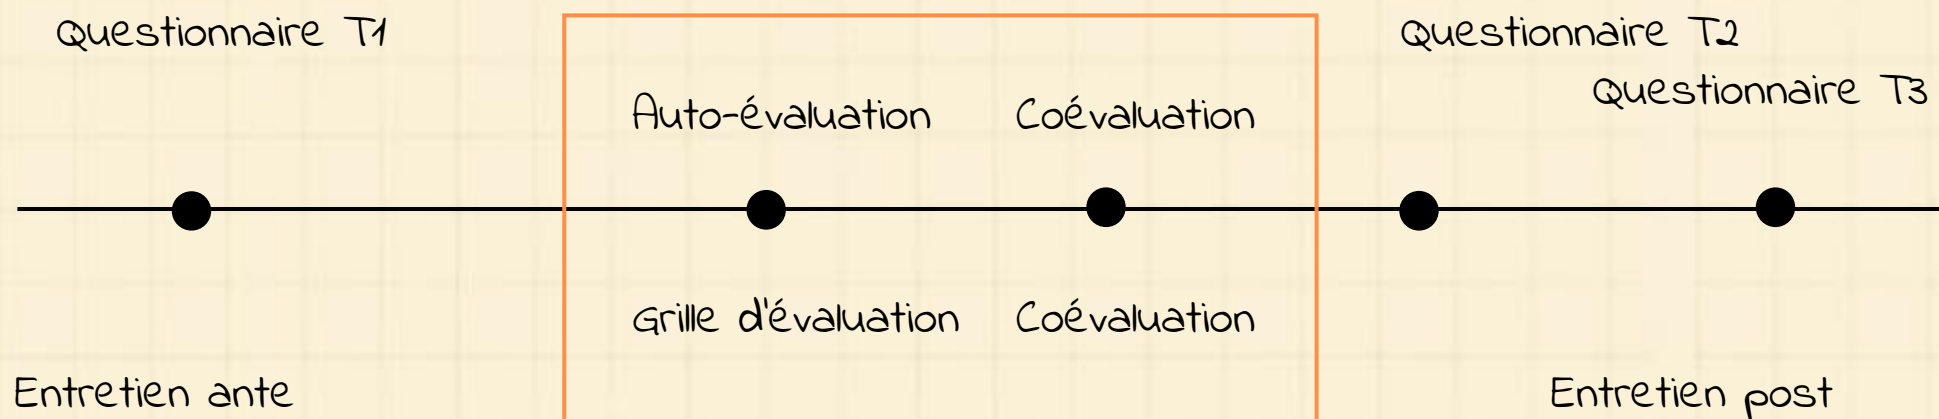 Questionnaire T1
Questionnaire T2
Questionnaire T3
Auto-évaluation
Coévaluation
Grille d'évaluation
Coévaluation
Entretien ante
Entretien post